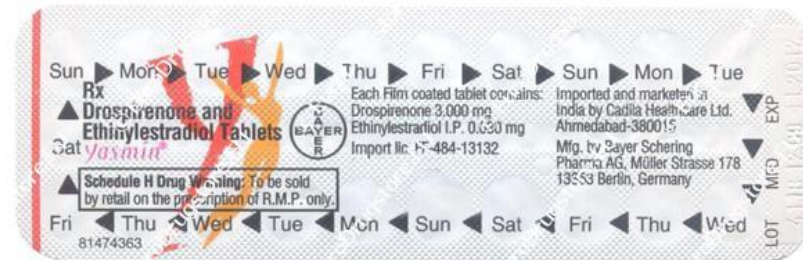 Sun Mon Tue Wed Thu Fri Sat Sun Mon Tue
Rx
Drospirenone and
Ethinylestradiol Tablets
Sat yasmin®
Schedule H Drug Warning: To be sold
by retail on the prescription of R.M.P. only.
BAYER
BAYER
Each Film coated tablet contains:
Drospirenone 3.000 mg
Ethinylestradiol I.P. 0.030 mg
Import lic 484-13132
Imported and marketed in
India by Cadila Healthcare Ltd.
Ahmedabad-380015
Mfg. by Bayer Schering
Pharma AG, Müller Strasse 178
Berlin, Germany
LOT MFD EXP
Fri Thu Wed Tue Mon Sun Sat Fri Thu Wed
81474363